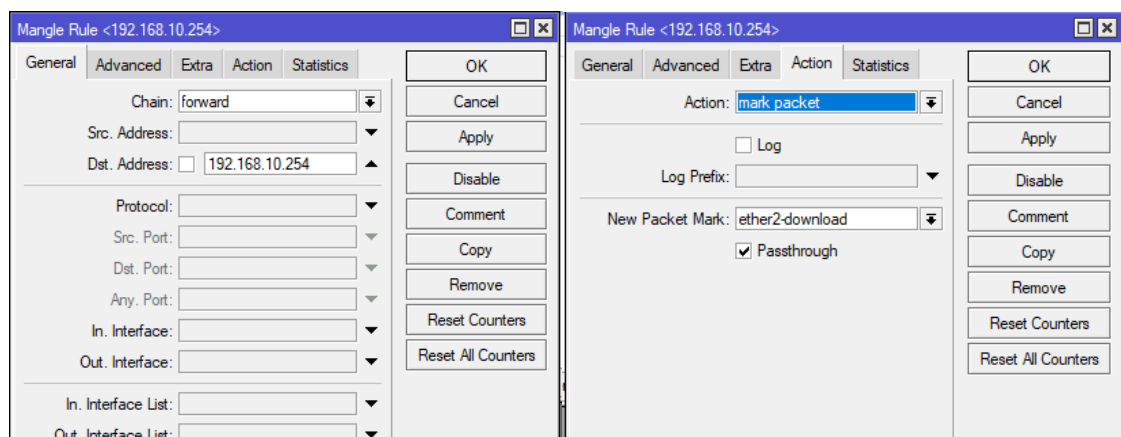 Mangle Rule <192.168.10.254>
General Advanced Extra Action Statistics
Chain: forward
Src. Address:
Dst. Address: 192.168.10.254
Protocol:
Src. Port:
Dst. Port:
Any. Port:
In. Interface:
Out. Interface:
In. Interface List:
Out. Interface List:
OK
Cancel
Apply
Disable
Comment
Copy
Remove
Reset Counters
Reset All Counters
Mangle Rule <192.168.10.254>
General Advanced Extra Action Statistics
Action: mark packet
Log
Log Prefix:
New Packet Mark: ether2-download
Passthrough
OK
Cancel
Apply
Disable
Comment
Copy
Remove
Reset Counters
Reset All Counters